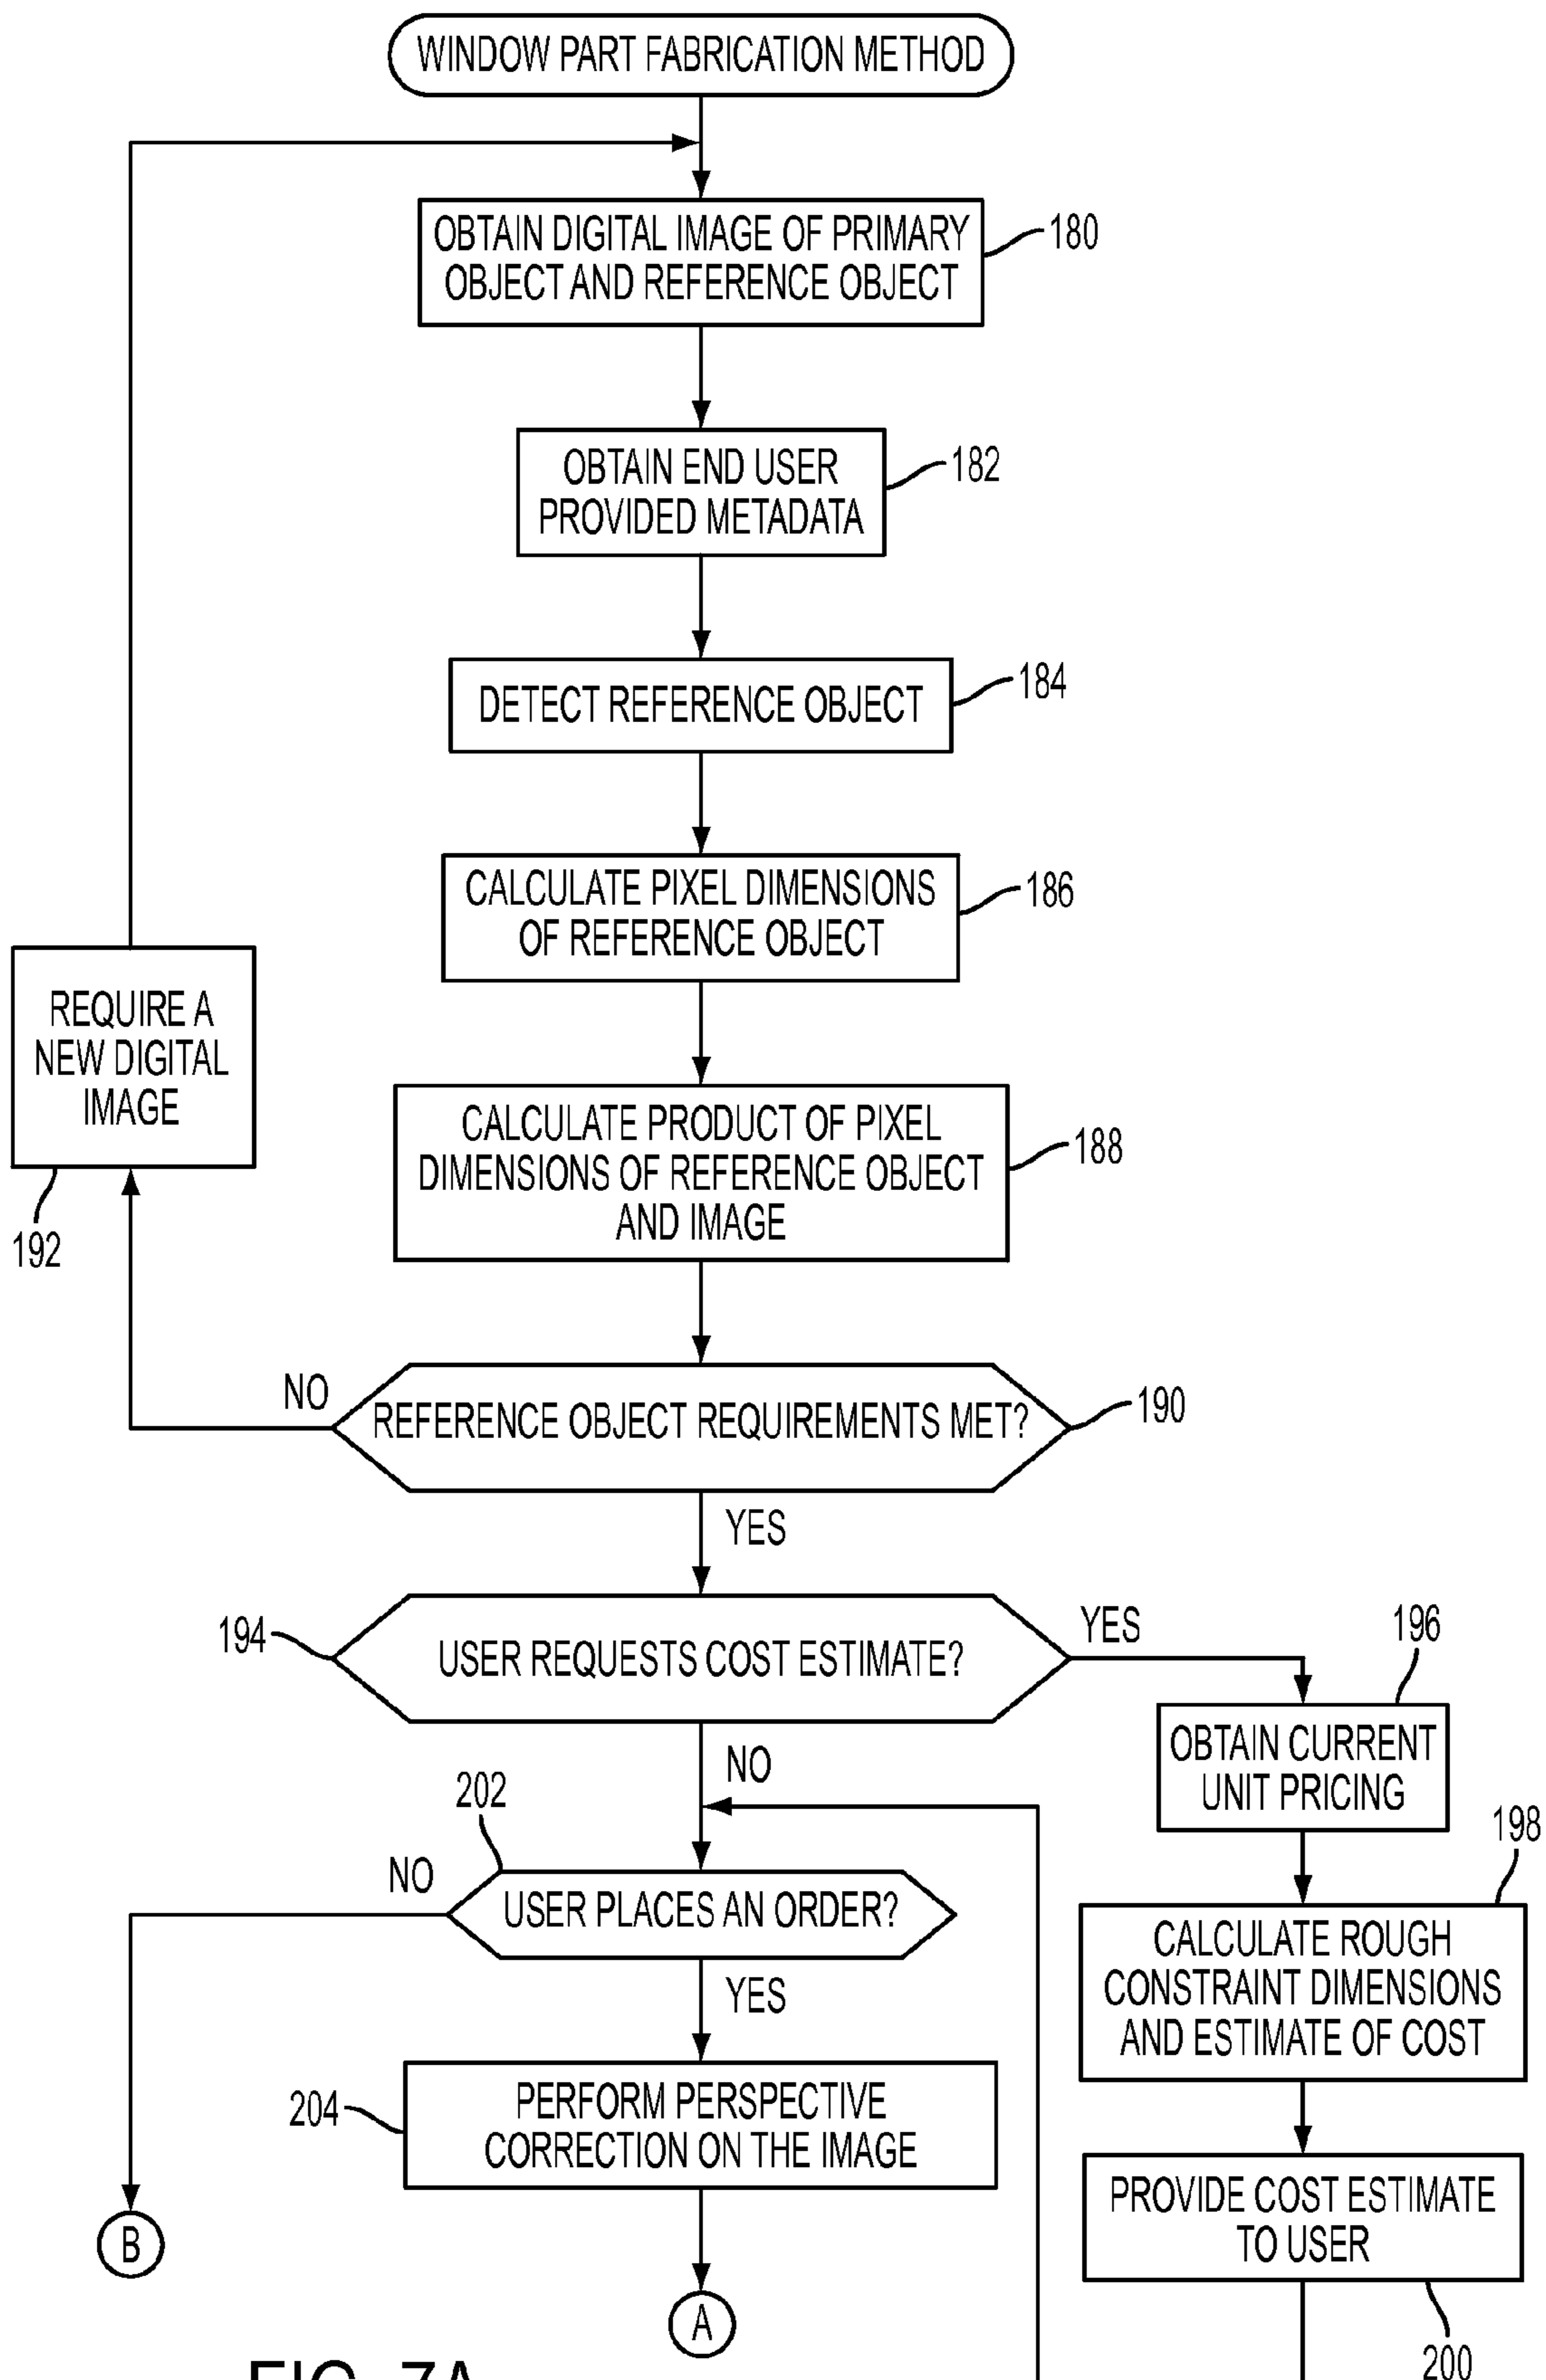 WINDOW PART FABRICATION METHOD
OBTAIN DIGITAL IMAGE OF PRIMARY
OBJECT AND REFERENCE OBJECT
180
OBTAIN END USER
PROVIDED METADATA
182
DETECT REFERENCE OBJECT
184
CALCULATE PIXEL DIMENSIONS
OF REFERENCE OBJECT
186
REQUIRE A
NEW DIGITAL
IMAGE
192
CALCULATE PRODUCT OF PIXEL
DIMENSIONS OF REFERENCE OBJECT
AND IMAGE
188
NO
REFERENCE OBJECT REQUIREMENTS MET?
190
YES
194
USER REQUESTS COST ESTIMATE?
YES
196
OBTAIN CURRENT
UNIT PRICING
NO
202
198
NO
USER PLACES AN ORDER?
YES
CALCULATE ROUGH
CONSTRAINT DIMENSIONS
AND ESTIMATE OF COST
204
PERFORM PERSPECTIVE
CORRECTION ON THE IMAGE
PROVIDE COST ESTIMATE
TO USER
B
A
200
FIG. 7A